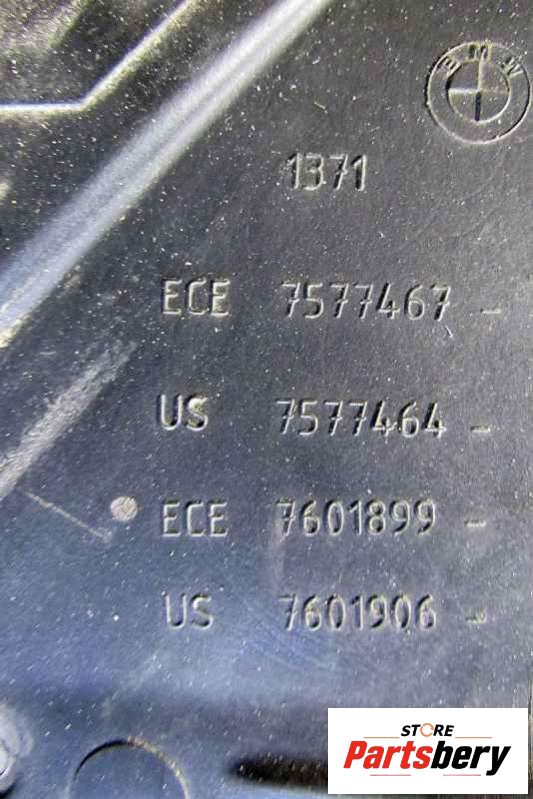 BMW
1371
ECE 7577467 -
US 7577464 -
ECE 7601899 -
US 7601906 -
STORE
Partsbery